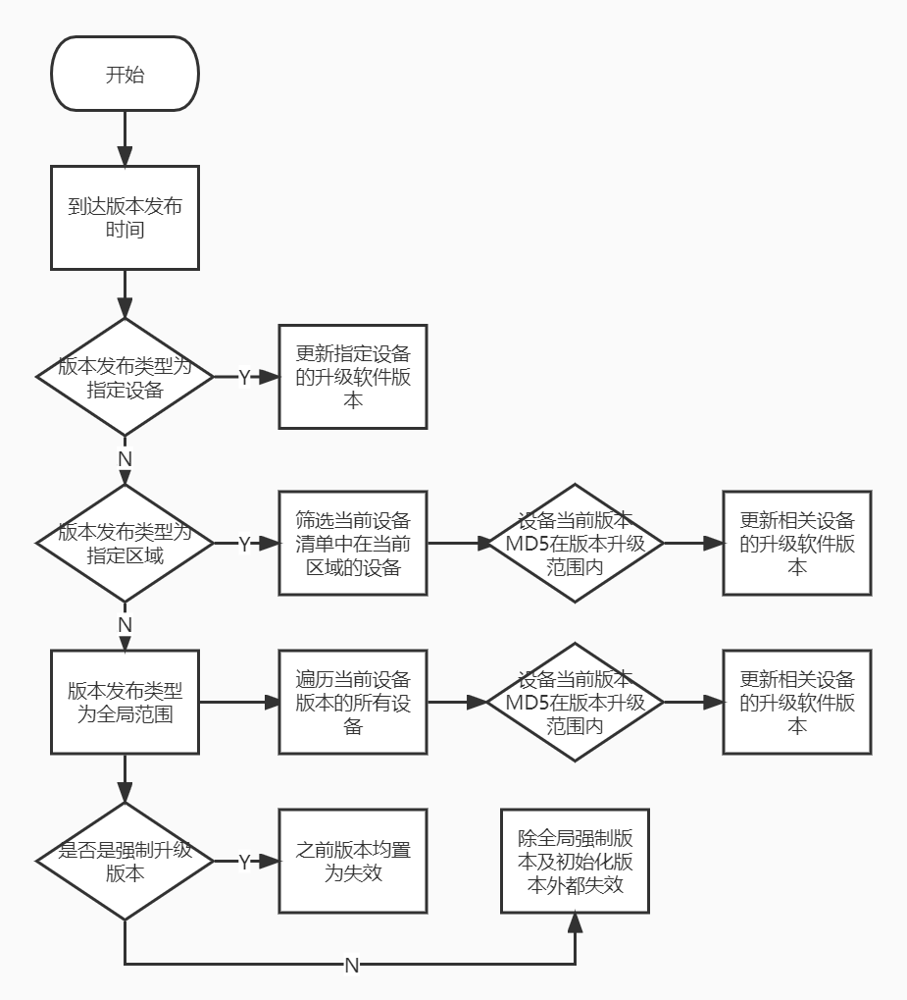 开始
到达版本发布
时间
版本发布类型为
指定设备
Y
更新指定设备
的升级软件版
本
N
版本发布类型为
指定区域
Y
筛选当前设备
清单中在当前
区域的设备
设备当前版本
MD5在版本升级
范围内
更新相关设备
的升级软件版
本
N
版本发布类型
为全局范围
遍历当前设备
版本的所有设
备
设备当前版本
MD5在版本升级
范围内
更新相关设备
的升级软件版
本
是否是强制升级
版本
Y
之前版本均置
为失效
除全局强制版
本及初始化版
本外都失效
N